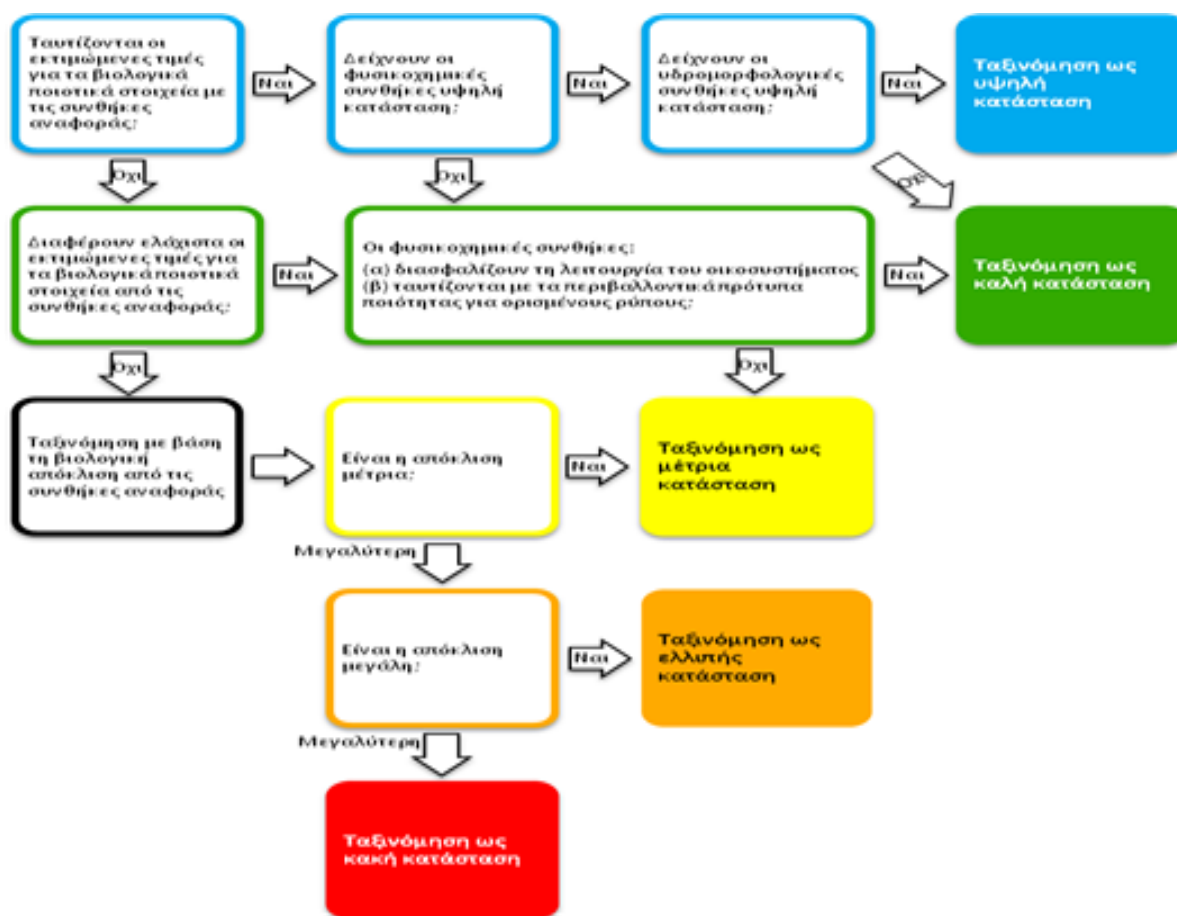 Ταυτίζονται οι
εκτιμώμενες τιμές
για τα βιολογικά
ποιοτικά στοιχεία με
τις συνθήκες
αναφοράς;
Ναι
Δείχνουν οι
φυσικοχημικές
συνθήκες υψηλή
κατάσταση;
Ναι
Δείχνουν οι
υδρομορφολογικές
συνθήκες υψηλή
κατάσταση;
Ναι
Ταξινόμηση ως
υψηλή
κατάσταση
Όχι
Όχι
Όχι
Διαφέρουν ελάχιστα οι
εκτιμώμενες τιμές για
τα βιολογικά ποιοτικά
στοιχεία από τις
συνθήκες αναφοράς;
Ναι
Οι φυσικοχημικές συνθήκες:
(α) διασφαλίζουν τη λειτουργία του οικοσυστήματος
(β) ταυτίζονται με τα περιβαλλοντικά πρότυπα
ποιότητας για ορισμένους ρύπους;
Ναι
Ταξινόμηση ως
καλή κατάσταση
Όχι
Όχι
Ταξινόμηση με βάση
τη βιολογική
απόκλιση από τις
συνθήκες αναφοράς
Είναι η απόκλιση
μέτρια;
Ναι
Ταξινόμηση ως
μέτρια
κατάσταση
Μεγαλύτερη
Είναι η απόκλιση
μεγάλη;
Ναι
Ταξινόμηση ως
ελλιπής
κατάσταση
Μεγαλύτερη
Ταξινόμηση ως
κακή κατάσταση